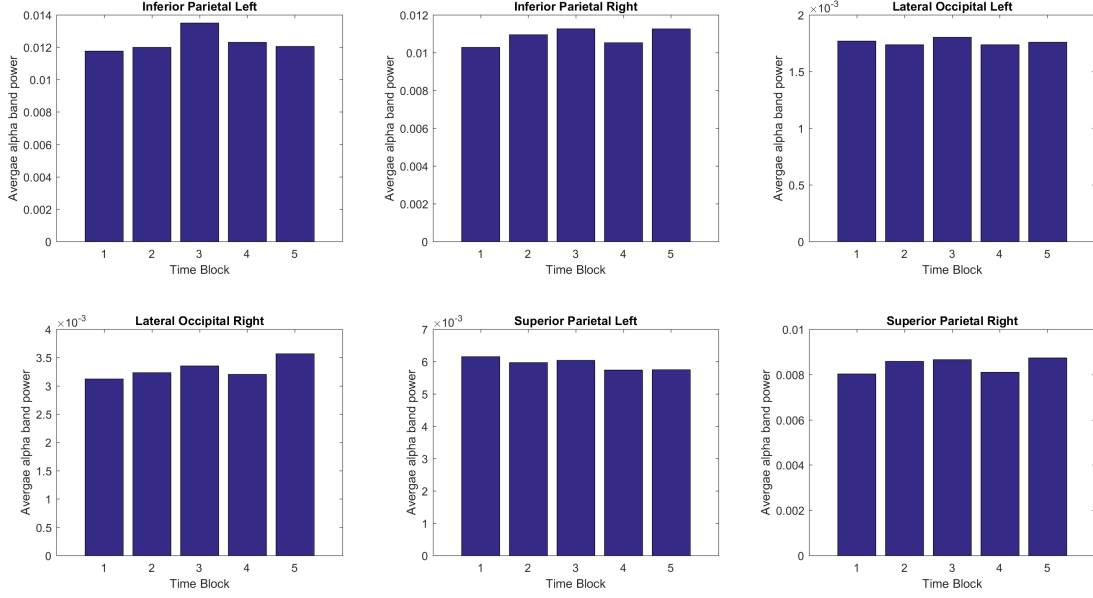 Inferior Parietal Left
0.014
0.012
0.01
0.008
0.006
0.004
0.002
0
Avergae alpha band power
1 2 3 4 5
Time Block
Inferior Parietal Right
0.012
0.01
0.008
0.006
0.004
0.002
0
Avergae alpha band power
1 2 3 4 5
Time Block
Lateral Occipital Left
×10⁻³
2
1.5
1
0.5
0
Avergae alpha band power
1 2 3 4 5
Time Block
Lateral Occipital Right
×10⁻³
4
3.5
3
2.5
2
1.5
1
0.5
0
Avergae alpha band power
1 2 3 4 5
Time Block
Superior Parietal Left
×10⁻³
7
6
5
4
3
2
1
0
Avergae alpha band power
1 2 3 4 5
Time Block
Superior Parietal Right
0.01
0.008
0.006
0.004
0.002
0
Avergae alpha band power
1 2 3 4 5
Time Block